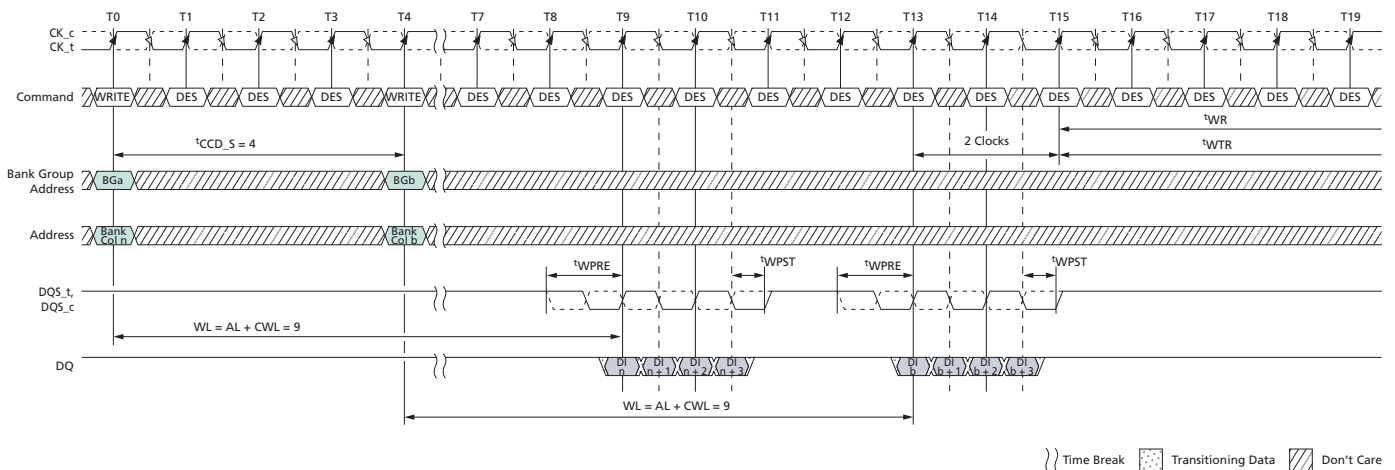 T0 T1 T2 T3 T4 T7 T8 T9 T10 T11 T12 T13 T14 T15 T16 T17 T18 T19
CK_c
CK_t
Command WRITE DES DES DES WRITE DES DES DES DES DES DES DES DES DES DES DES DES DES
tWR
tCCD_S = 4 2 Clocks
tWTR
Bank Group
Address BGa BGb
Address Bank Col n Bank Col b
tWPRE tWPST tWPRE tWPST
DQS_t,
DQS_c
WL = AL + CWL = 9
DQ DI n DI n + 1 DI n + 2 DI n + 3 DI b DI b + 1 DI b + 2 DI b + 3
WL = AL + CWL = 9
Time Break Transitioning Data Don't Care